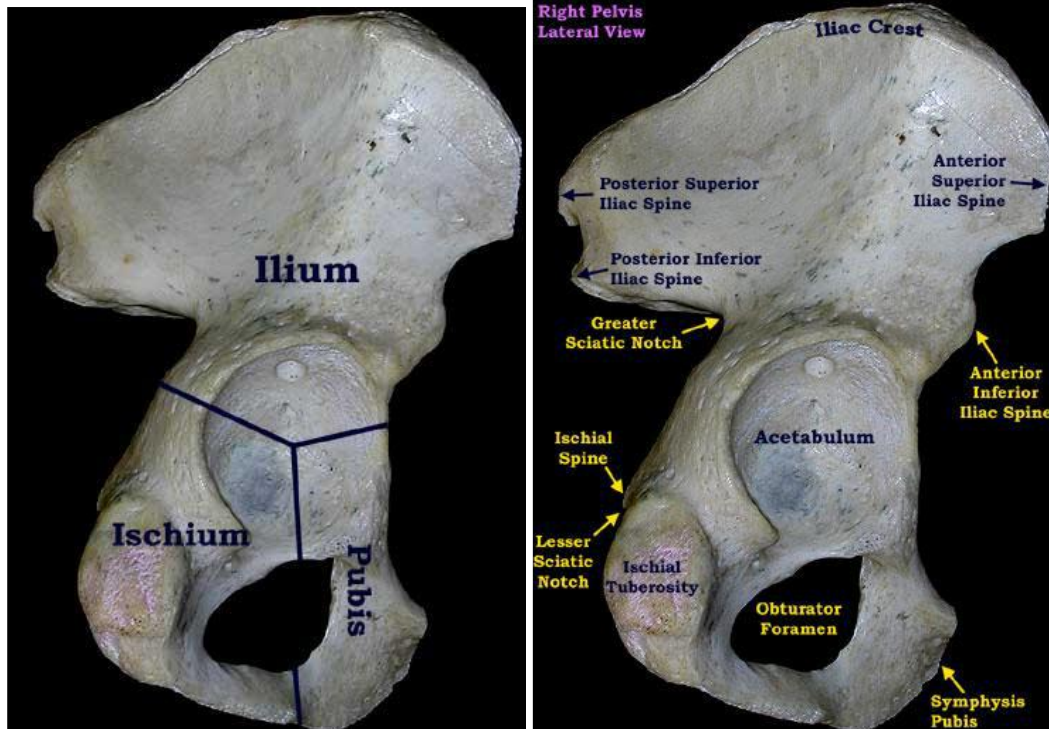 Ilium
Ischium
Pubis
Right Pelvis
Lateral View
Iliac Crest
Anterior
Superior
Iliac Spine
Posterior Superior
Iliac Spine
Posterior Inferior
Iliac Spine
Greater
Sciatic Notch
Anterior
Inferior
Iliac Spine
Acetabulum
Ischial
Spine
Lesser
Sciatic
Notch
Ischial
Tuberosity
Obturator
Foramen
Symphysis
Pubis